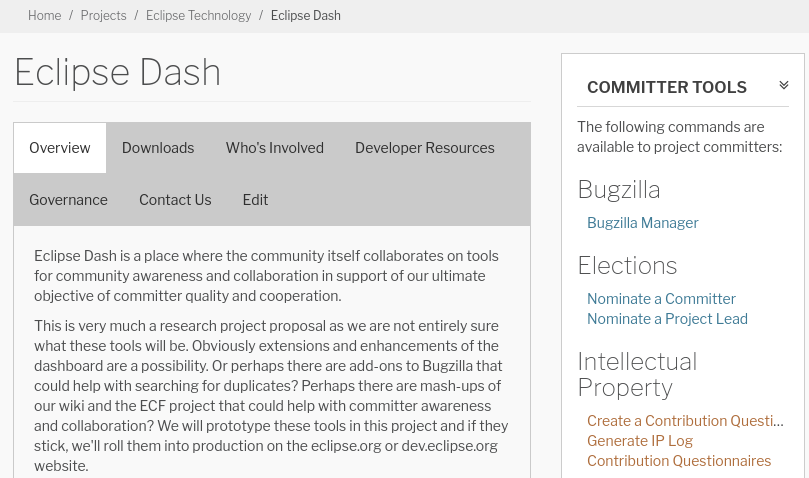 Home / Projects / Eclipse Technology / Eclipse Dash
Eclipse Dash
Overview Downloads Who's Involved Developer Resources
Governance Contact Us Edit
Eclipse Dash is a place where the community itself collaborates on tools
for community awareness and collaboration in support of our ultimate
objective of committer quality and cooperation.
This is very much a research project proposal as we are not entirely sure
what these tools will be. Obviously extensions and enhancements of the
dashboard are a possibility. Or perhaps there are add-ons to Bugzilla that
could help with searching for duplicates? Perhaps there are mash-ups of
our wiki and the ECF project that could help with committer awareness
and collaboration? We will prototype these tools in this project and if they
stick, we'll roll them into production on the eclipse.org or dev.eclipse.org
website.
COMMITTER TOOLS
The following commands are
available to project committers:
Bugzilla
Bugzilla Manager
Elections
Nominate a Committer
Nominate a Project Lead
Intellectual
Property
Create a Contribution Questi...
Generate IP Log
Contribution Questionnaires